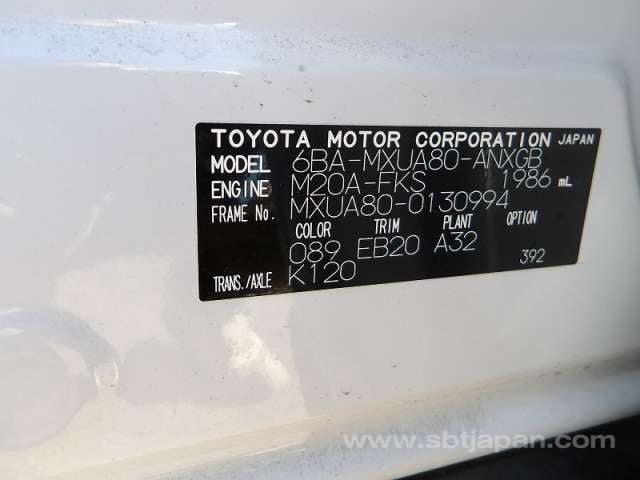 TOYOTA MOTOR CORPORATION JAPAN
MODEL 6BA-MXUA80-ANXGB
ENGINE M20A-FKS 1986 mL
FRAME No. MXUA80-0130994
COLOR TRIM PLANT OPTION
089 EB20 A32 392
TRANS./AXLE K120
www.sbtjapan.com